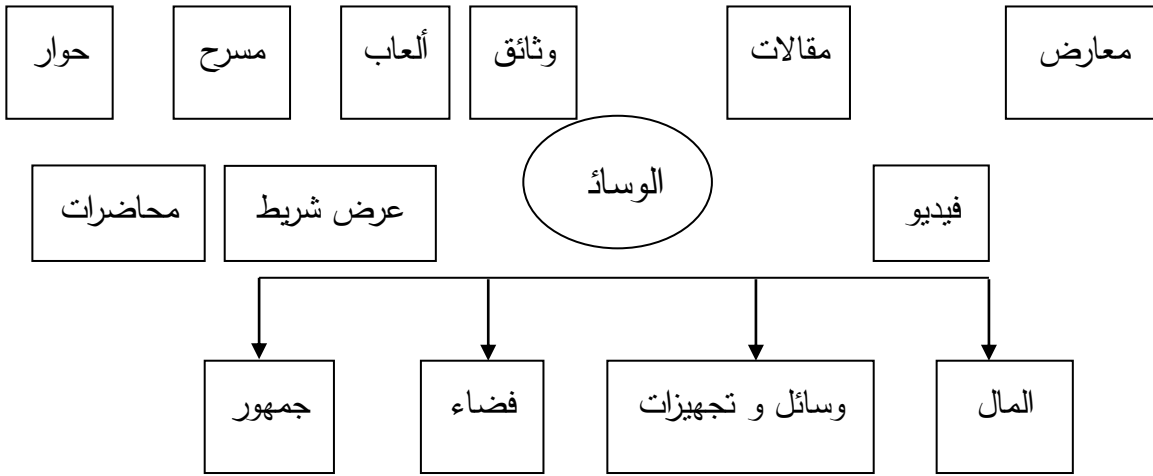 معارض
مقالات
وثائق
ألعاب
مسرح
حوار
الوسائ
فيديو
عرض شريط
محاضرات
المال
وسائل و تجهيزات
فضاء
جمهور